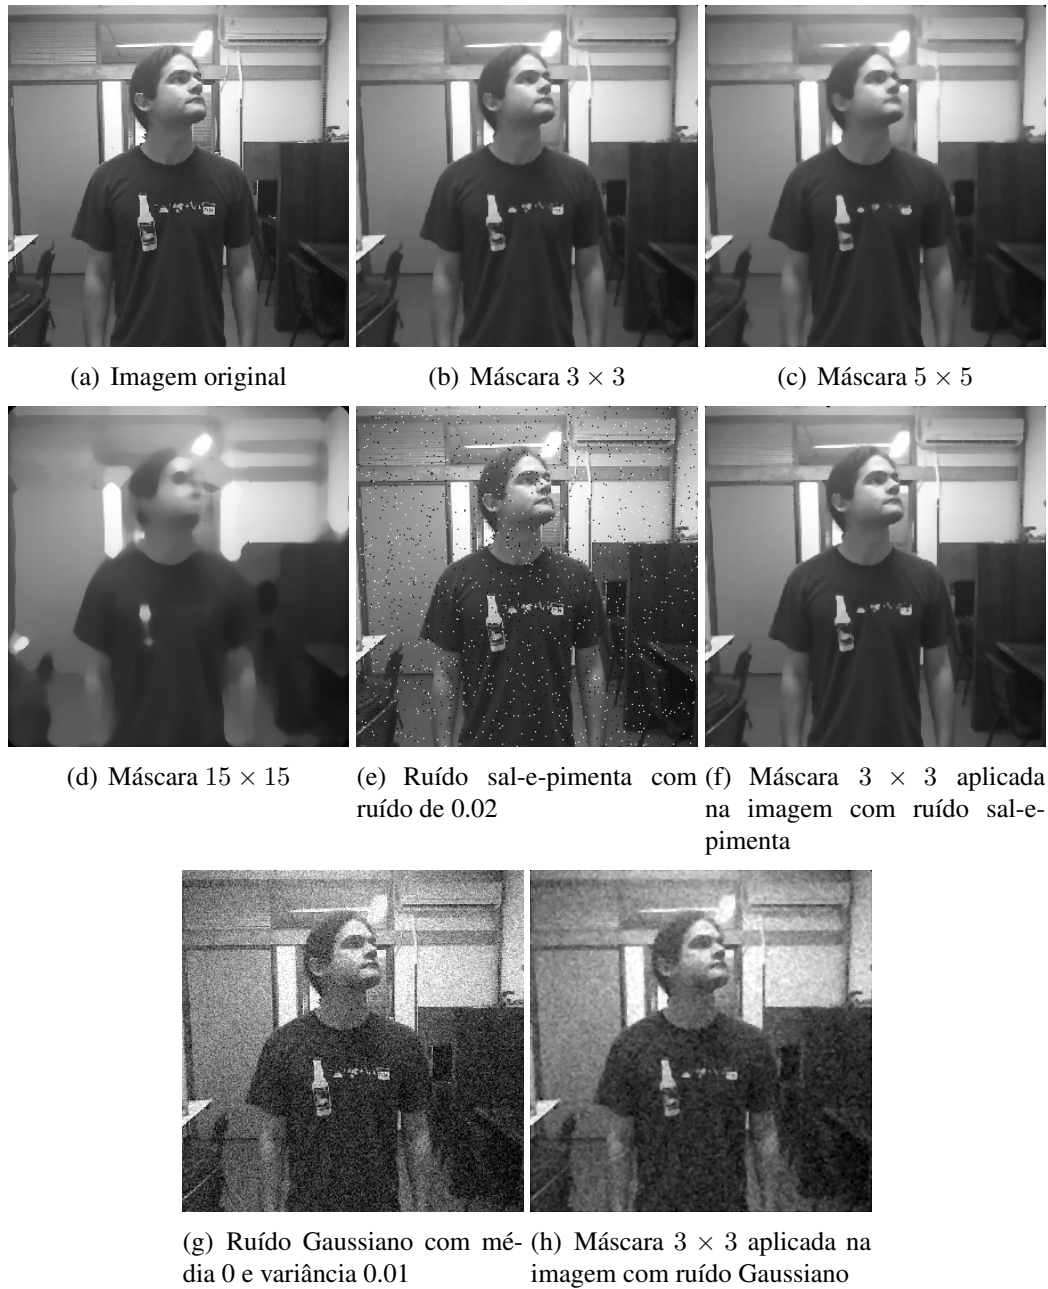 (a) Imagem original
(b) Máscara 3 × 3
(c) Máscara 5 × 5
(d) Máscara 15 × 15
(e) Ruído sal-e-pimenta com
ruído de 0.02
(f) Máscara 3 × 3 aplicada
na imagem com ruído sal-e-
pimenta
(g) Ruído Gaussiano com mé-
dia 0 e variância 0.01
(h) Máscara 3 × 3 aplicada na
imagem com ruído Gaussiano